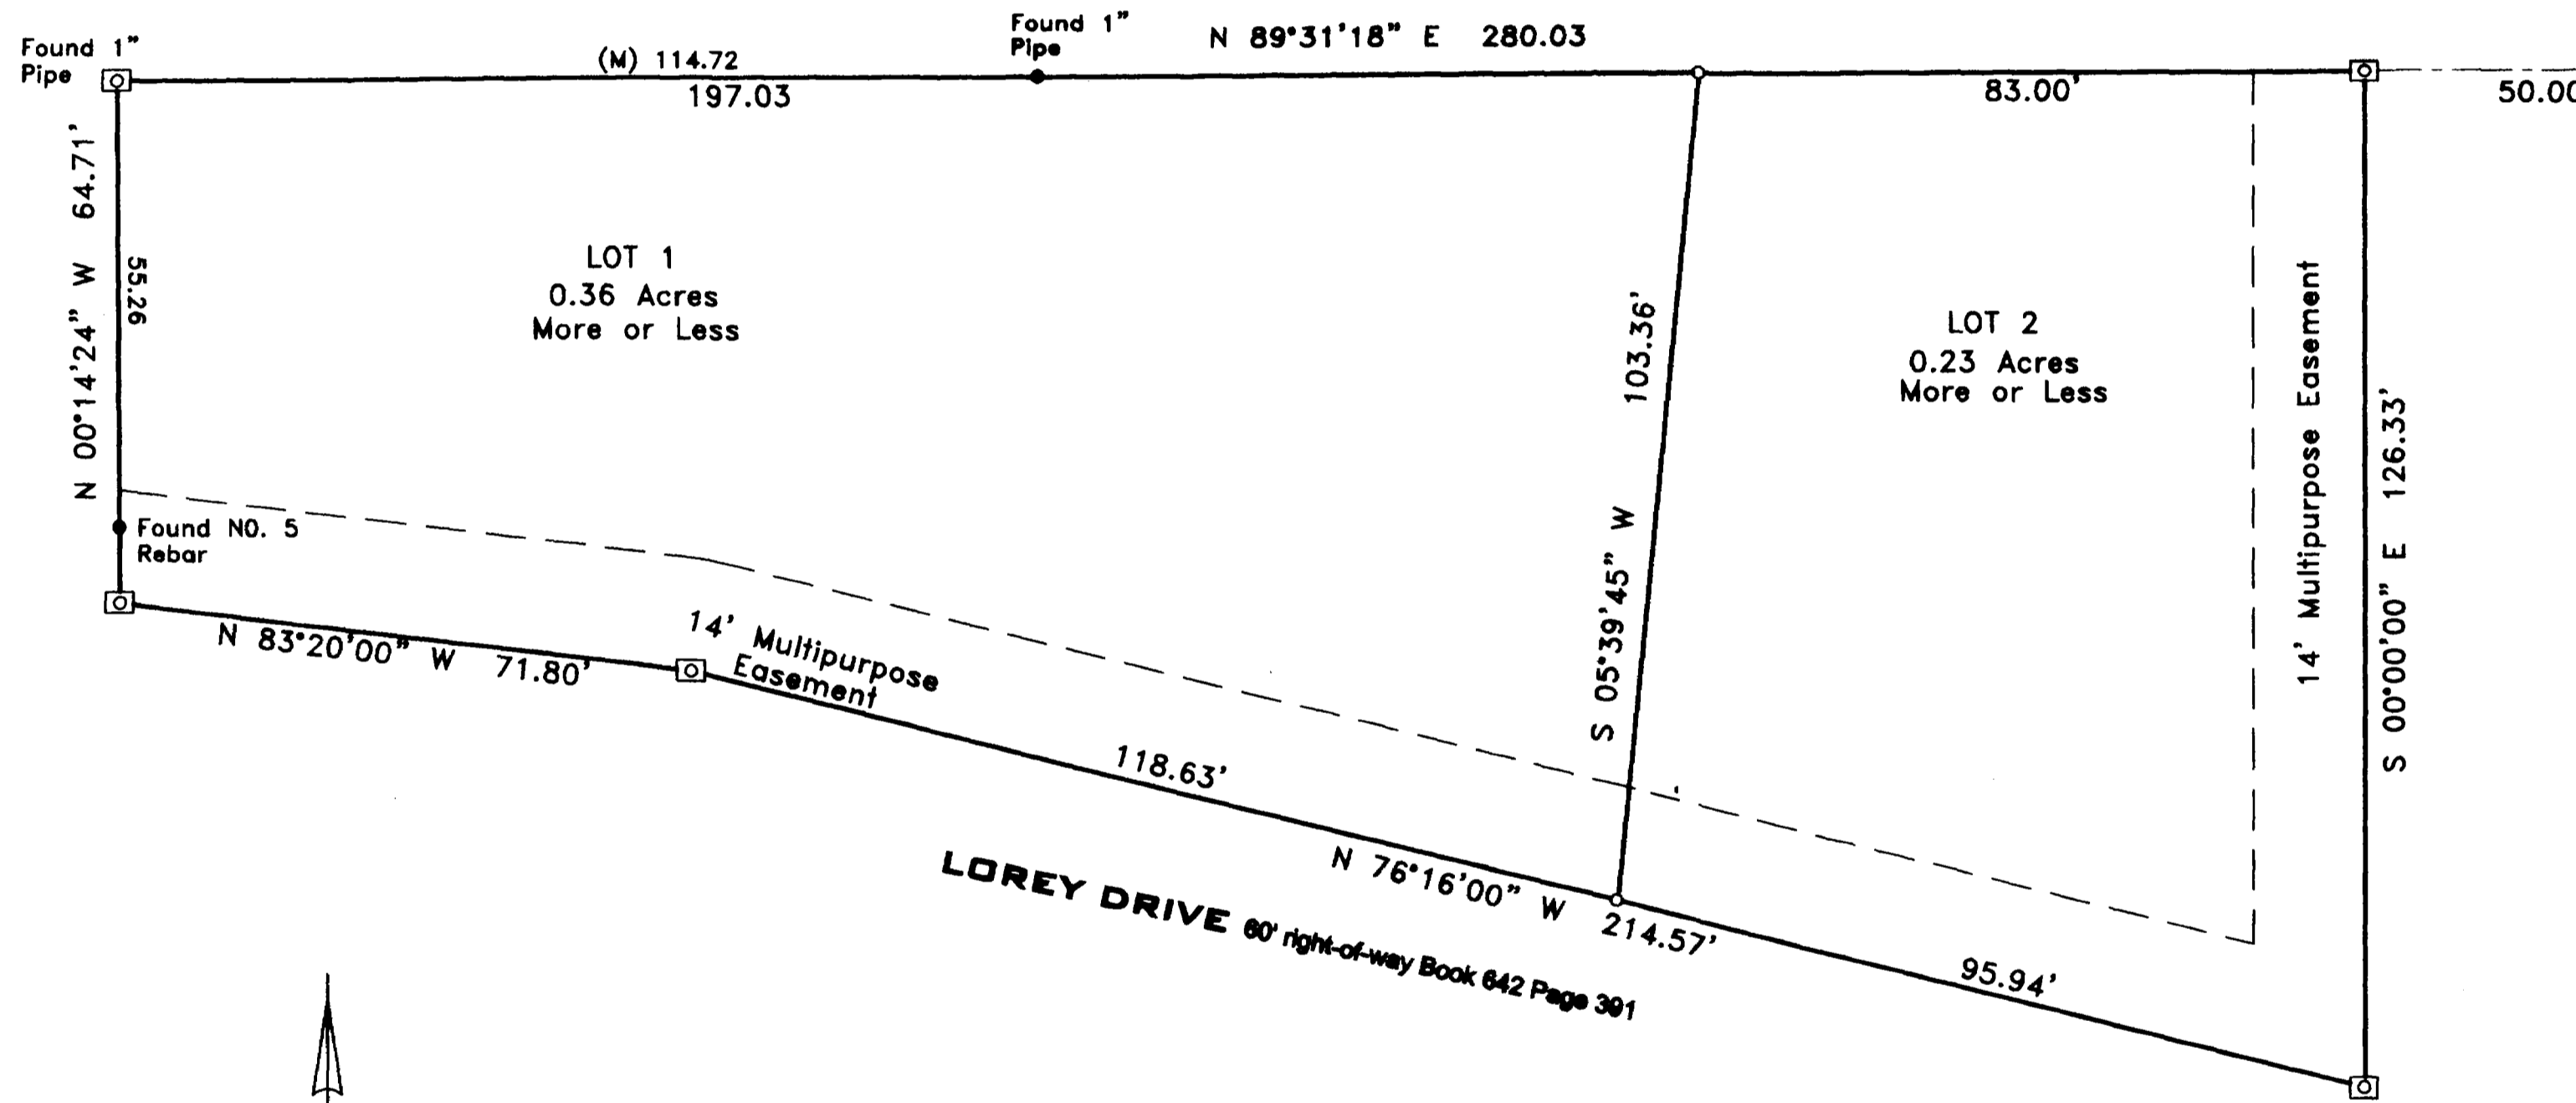 Found 1"
Pipe
(M) 114.72
197.03
Found 1"
Pipe
N 89°31'18" E 280.03
83.00'
50.00
N 00°14'24" W 64.71'
55.26
LOT 1
0.36 Acres
More or Less
S 05°39'45" W 103.36'
LOT 2
0.23 Acres
More or Less
14' Multipurpose Easement
S 00°00'00" E 126.33'
Found NO. 5
Rebar
N 83°20'00" W 71.80'
14' Multipurpose
Easement
118.63'
N 76°16'00" W 214.57'
95.94'
LOREY DRIVE 60' right-of-way Book 642 Page 391